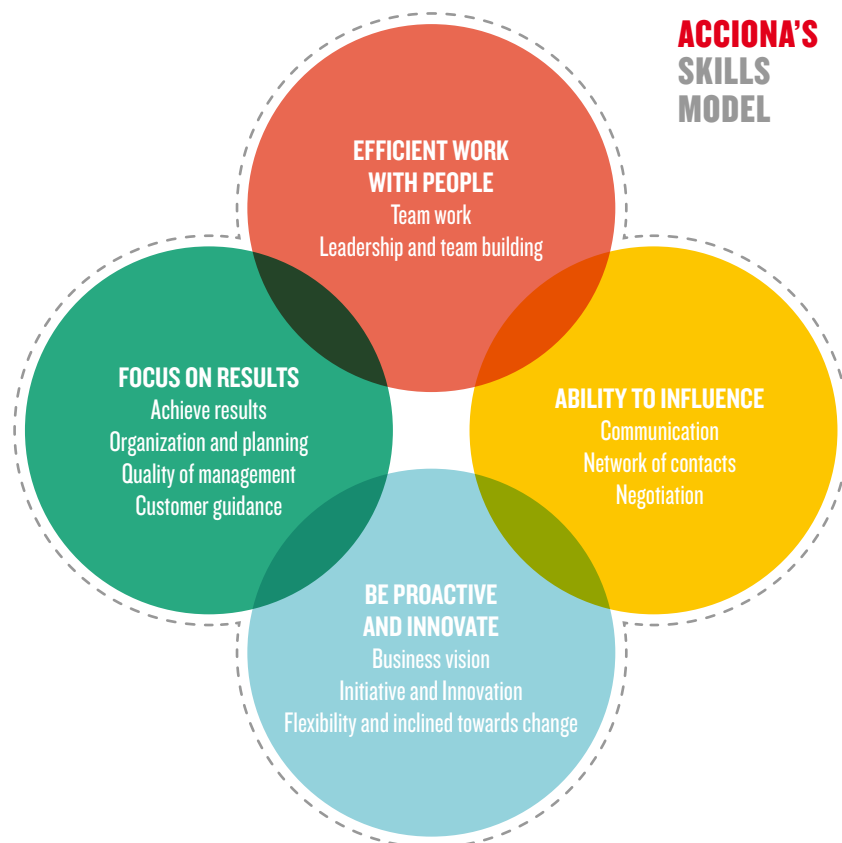 ACCIONA'S
SKILLS
MODEL
EFFICIENT WORK
WITH PEOPLE
Team work
Leadership and team building
FOCUS ON RESULTS
Achieve results
Organization and planning
Quality of management
Customer guidance
ABILITY TO INFLUENCE
Communication
Network of contacts
Negotiation
BE PROACTIVE
AND INNOVATE
Business vision
Initiative and Innovation
Flexibility and inclined towards change